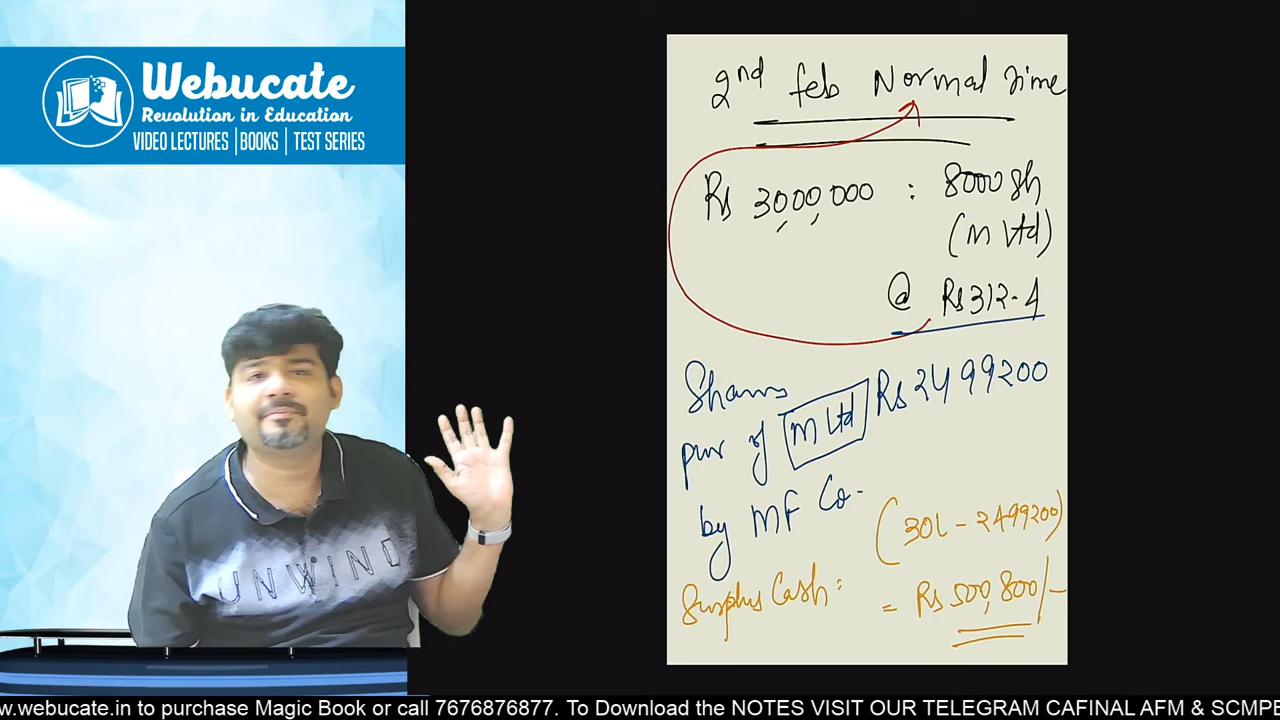 Webucate
Revolution in Education
VIDEO LECTURES | BOOKS | TEST SERIES
2nd Feb Normal Time
Rs 3000,000 : 8000 sh
(M Ltd)
@ Rs 312.4
Shares
pur of M Ltd Rs 2499200
by MF Co.
(30L - 2499200)
Surplus Cash: = Rs 500,800/-
UNWIND
w.webucate.in to purchase Magic Book or call 7676876877. To Download the NOTES VISIT OUR TELEGRAM CAFINAL AFM & SCMPE